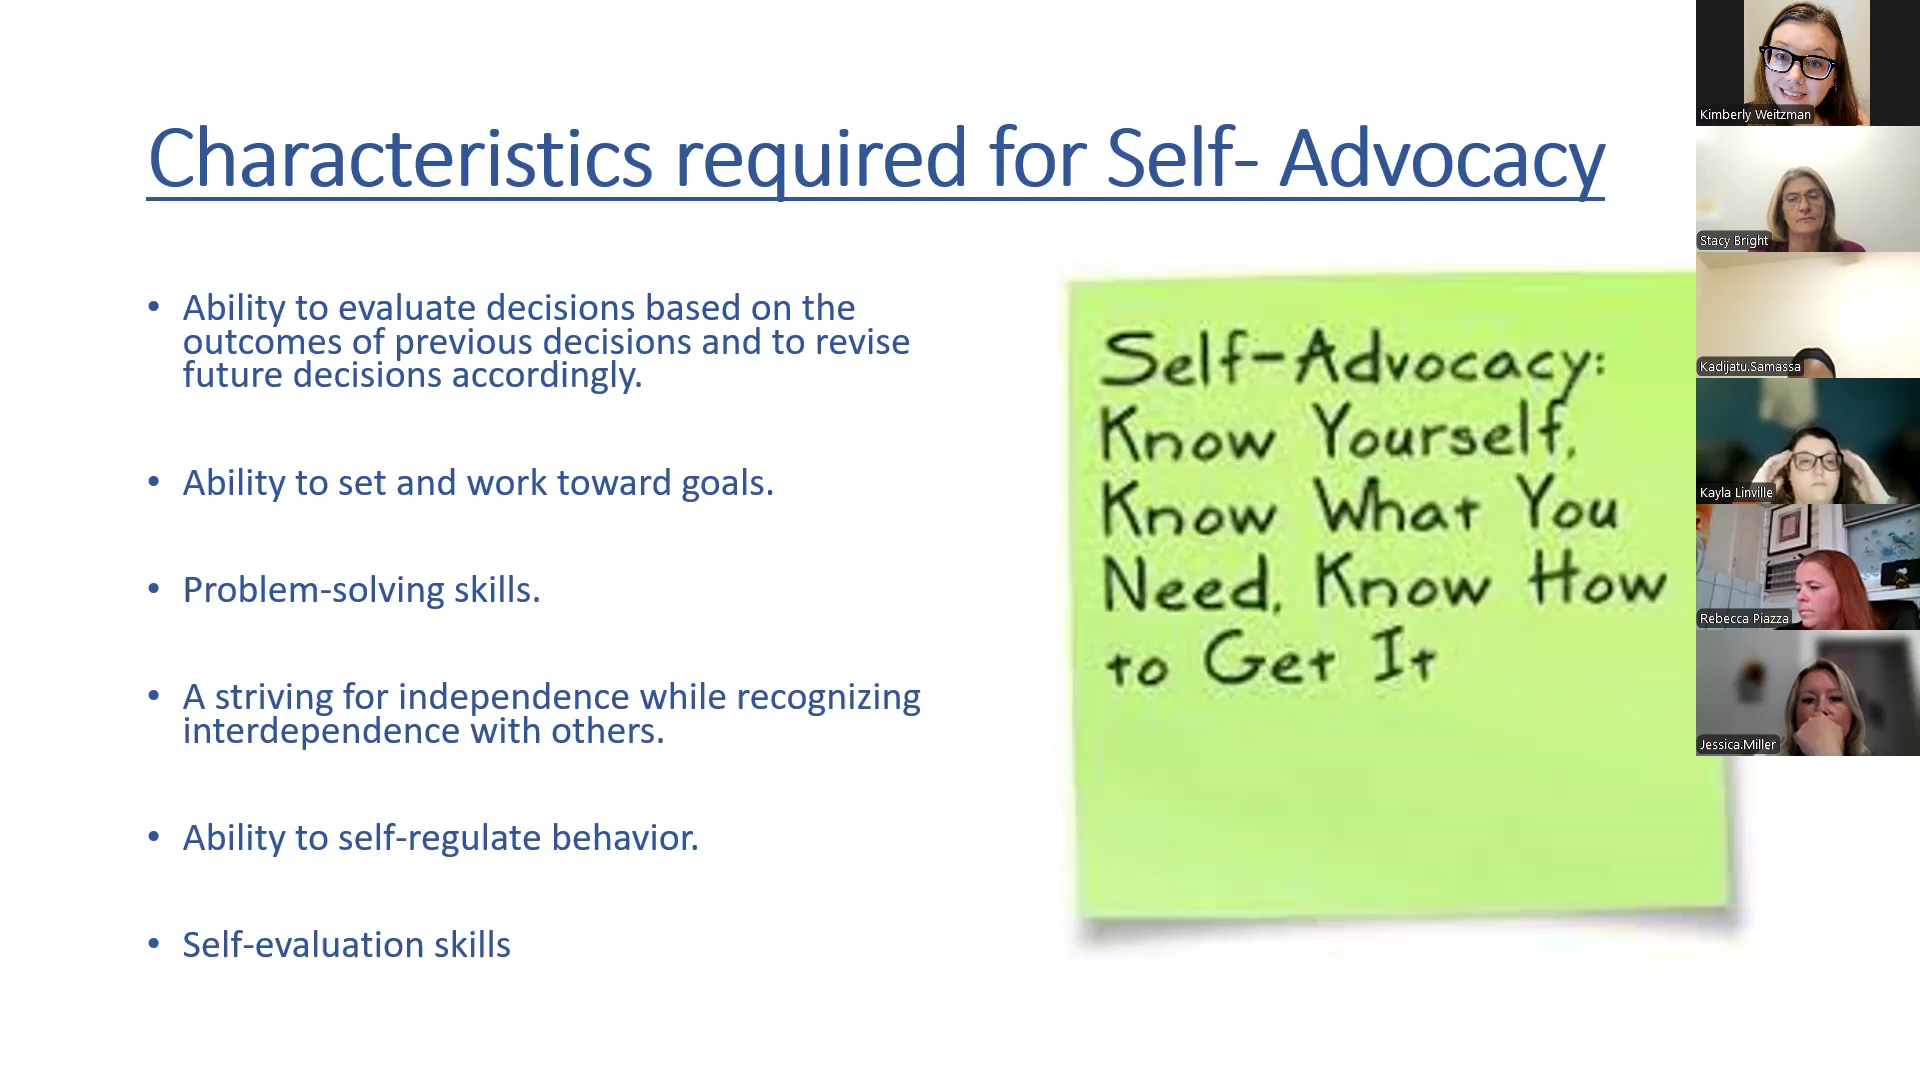 Characteristics required for Self- Advocacy
• Ability to evaluate decisions based on the
outcomes of previous decisions and to revise
future decisions accordingly.
• Ability to set and work toward goals.
• Problem-solving skills.
• A striving for independence while recognizing
interdependence with others.
• Ability to self-regulate behavior.
• Self-evaluation skills
Self-Advocacy:
Know Yourself,
Know What You
Need, Know How
to Get It
Kimberly Weitzman
Stacy Bright
Kadijatu.Samassa
Kayla Linville
Rebecca Piazza
Jessica.Miller